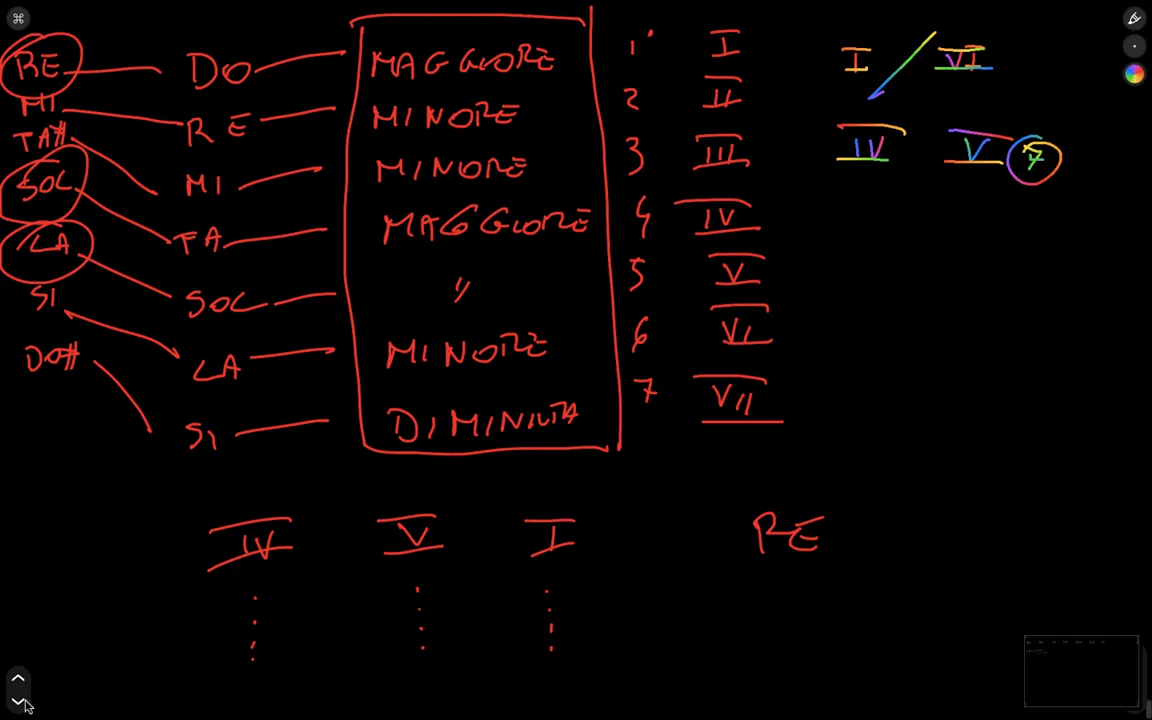 RE DO MAGGIORE 1 I I VI
MI RE MINORE 2 II
FA# MI MINORE 3 III IV V 7
SOL FA MAGGIORE 4 IV
LA SOL " 5 V
SI LA MINORE 6 VI
DO# SI DIMINUITA 7 VII
IV V I RE